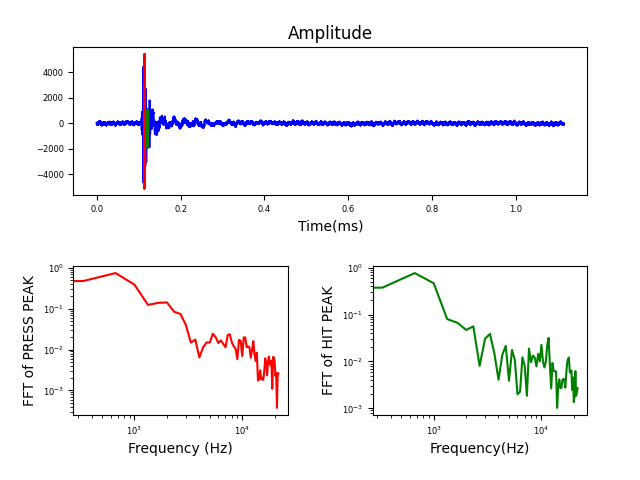 Amplitude
4000
2000
0
−2000
−4000
0.0 0.2 0.4 0.6 0.8 1.0
Time(ms)
FFT of PRESS PEAK
10⁰
10⁻¹
10⁻²
10⁻³
10³ 10⁴
Frequency (Hz)
FFT of HIT PEAK
10⁰
10⁻¹
10⁻²
10⁻³
10³ 10⁴
Frequency(Hz)